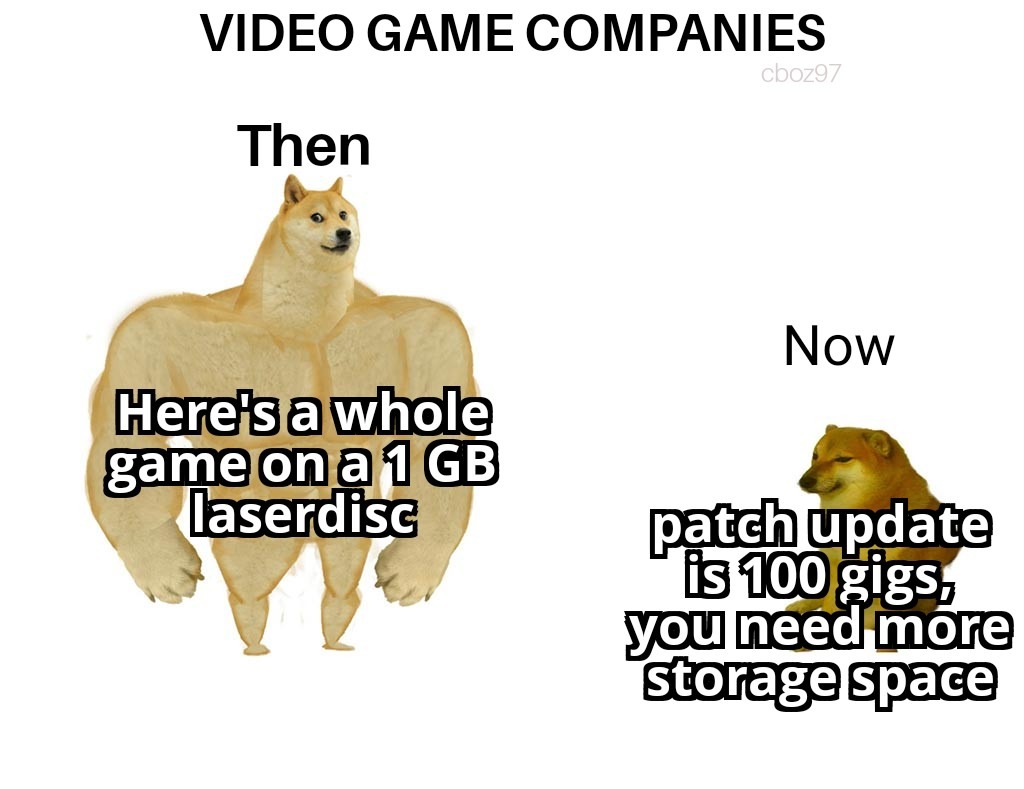 VIDEO GAME COMPANIES
cboz97
Then
Here's a whole
game on a 1 GB
laserdisc
Now
patch update
is 100 gigs,
you need more
storage space